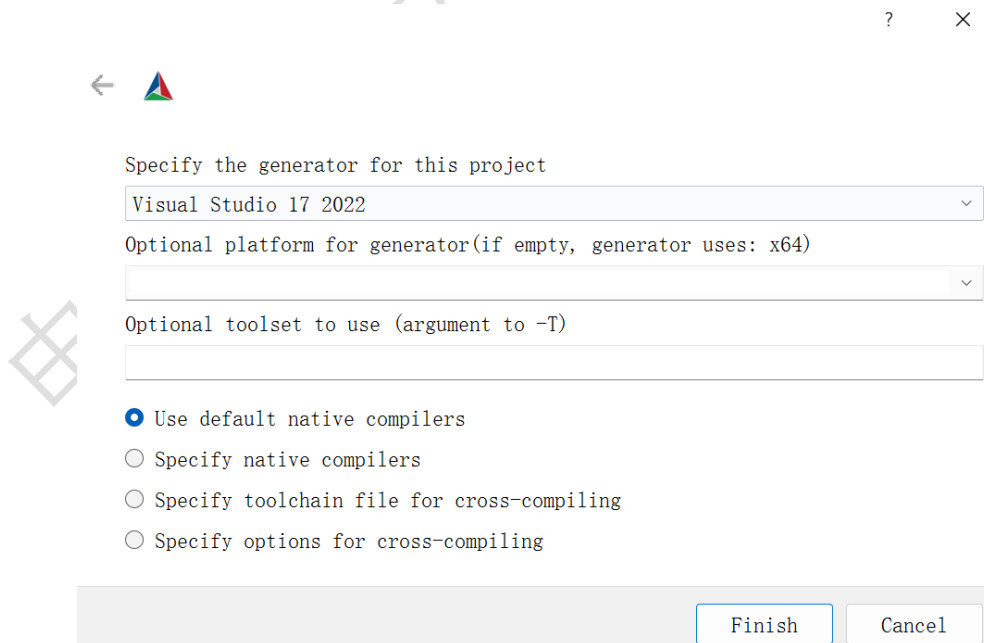 ?
Specify the generator for this project
Visual Studio 17 2022
Optional platform for generator(if empty, generator uses: x64)
Optional toolset to use (argument to -T)
Use default native compilers
Specify native compilers
Specify toolchain file for cross-compiling
Specify options for cross-compiling
Finish Cancel